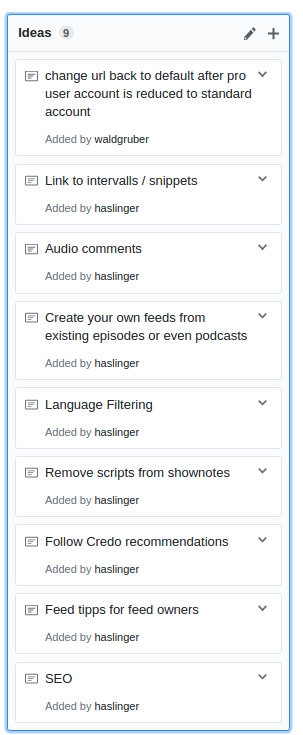 Ideas 9
change url back to default after pro
user account is reduced to standard
account
Added by waldgruber
Link to intervalls / snippets
Added by haslinger
Audio comments
Added by haslinger
Create your own feeds from
existing episodes or even podcasts
Added by haslinger
Language Filtering
Added by haslinger
Remove scripts from shownotes
Added by haslinger
Follow Credo recommendations
Added by haslinger
Feed tipps for feed owners
Added by haslinger
SEO
Added by haslinger